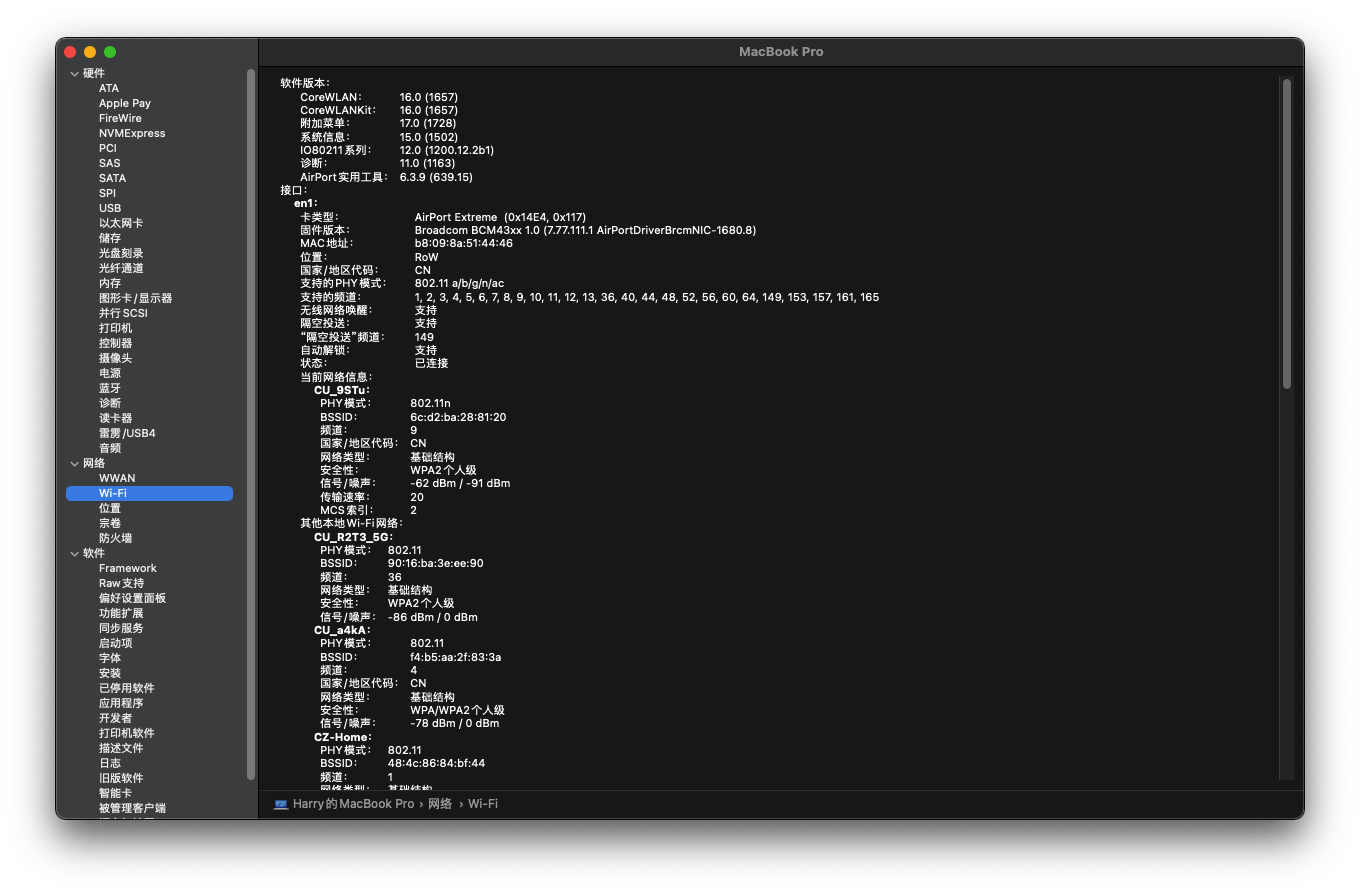 MacBook Pro
硬件
ATA
Apple Pay
FireWire
NVMExpress
PCI
SAS
SATA
SPI
USB
以太网卡
储存
光盘刻录
光纤通道
内存
图形卡/显示器
并行SCSI
打印机
控制器
摄像头
电源
蓝牙
诊断
读卡器
雷雳/USB4
音频
网络
WWAN
Wi-Fi
位置
宗卷
防火墙
软件
Framework
Raw支持
偏好设置面板
功能扩展
同步服务
启动项
字体
安装
已停用软件
应用程序
开发者
打印机软件
描述文件
日志
旧版软件
智能卡
被管理客户端
软件版本：
CoreWLAN： 16.0 (1657)
CoreWLANKit： 16.0 (1657)
附加菜单： 17.0 (1728)
系统信息： 15.0 (1502)
IO80211系列： 12.0 (1200.12.2b1)
诊断： 11.0 (1163)
AirPort实用工具： 6.3.9 (639.15)
接口：
en1：
卡类型： AirPort Extreme (0x14E4, 0x117)
固件版本： Broadcom BCM43xx 1.0 (7.77.111.1 AirPortDriverBrcmNIC-1680.8)
MAC地址： b8:09:8a:51:44:46
位置： RoW
国家/地区代码： CN
支持的PHY模式： 802.11 a/b/g/n/ac
支持的频道： 1, 2, 3, 4, 5, 6, 7, 8, 9, 10, 11, 12, 13, 36, 40, 44, 48, 52, 56, 60, 64, 149, 153, 157, 161, 165
无线网络唤醒： 支持
隔空投送： 支持
“隔空投送”频道： 149
自动解锁： 支持
状态： 已连接
当前网络信息：
CU_9STu：
PHY模式： 802.11n
BSSID： 6c:d2:ba:28:81:20
频道： 9
国家/地区代码： CN
网络类型： 基础结构
安全性： WPA2个人级
信号/噪声： -62 dBm / -91 dBm
传输速率： 20
MCS索引： 2
其他本地Wi-Fi网络：
CU_R2T3_5G：
PHY模式： 802.11
BSSID： 90:16:ba:3e:ee:90
频道： 36
网络类型： 基础结构
安全性： WPA2个人级
信号/噪声： -86 dBm / 0 dBm
CU_a4kA：
PHY模式： 802.11
BSSID： f4:b5:aa:2f:83:3a
频道： 4
国家/地区代码： CN
网络类型： 基础结构
安全性： WPA/WPA2个人级
信号/噪声： -78 dBm / 0 dBm
CZ-Home：
PHY模式： 802.11
BSSID： 48:4c:86:84:bf:44
频道： 1
网络类型： 基础结构
Harry的MacBook Pro › 网络 › Wi-Fi